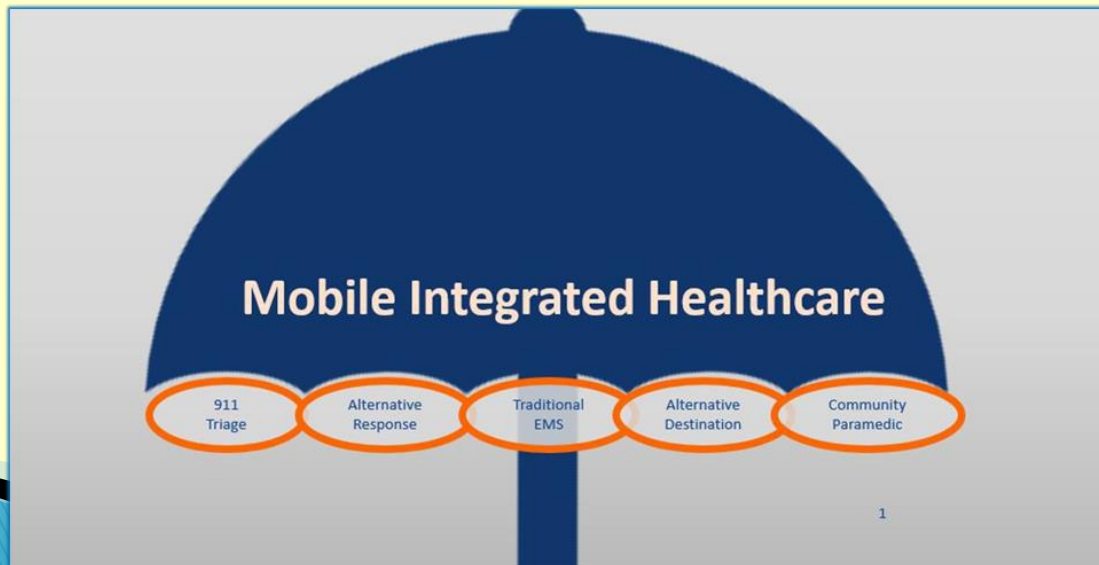 Mobile Integrated Healthcare
911
Triage
Alternative
Response
Traditional
EMS
Alternative
Destination
Community
Paramedic
1